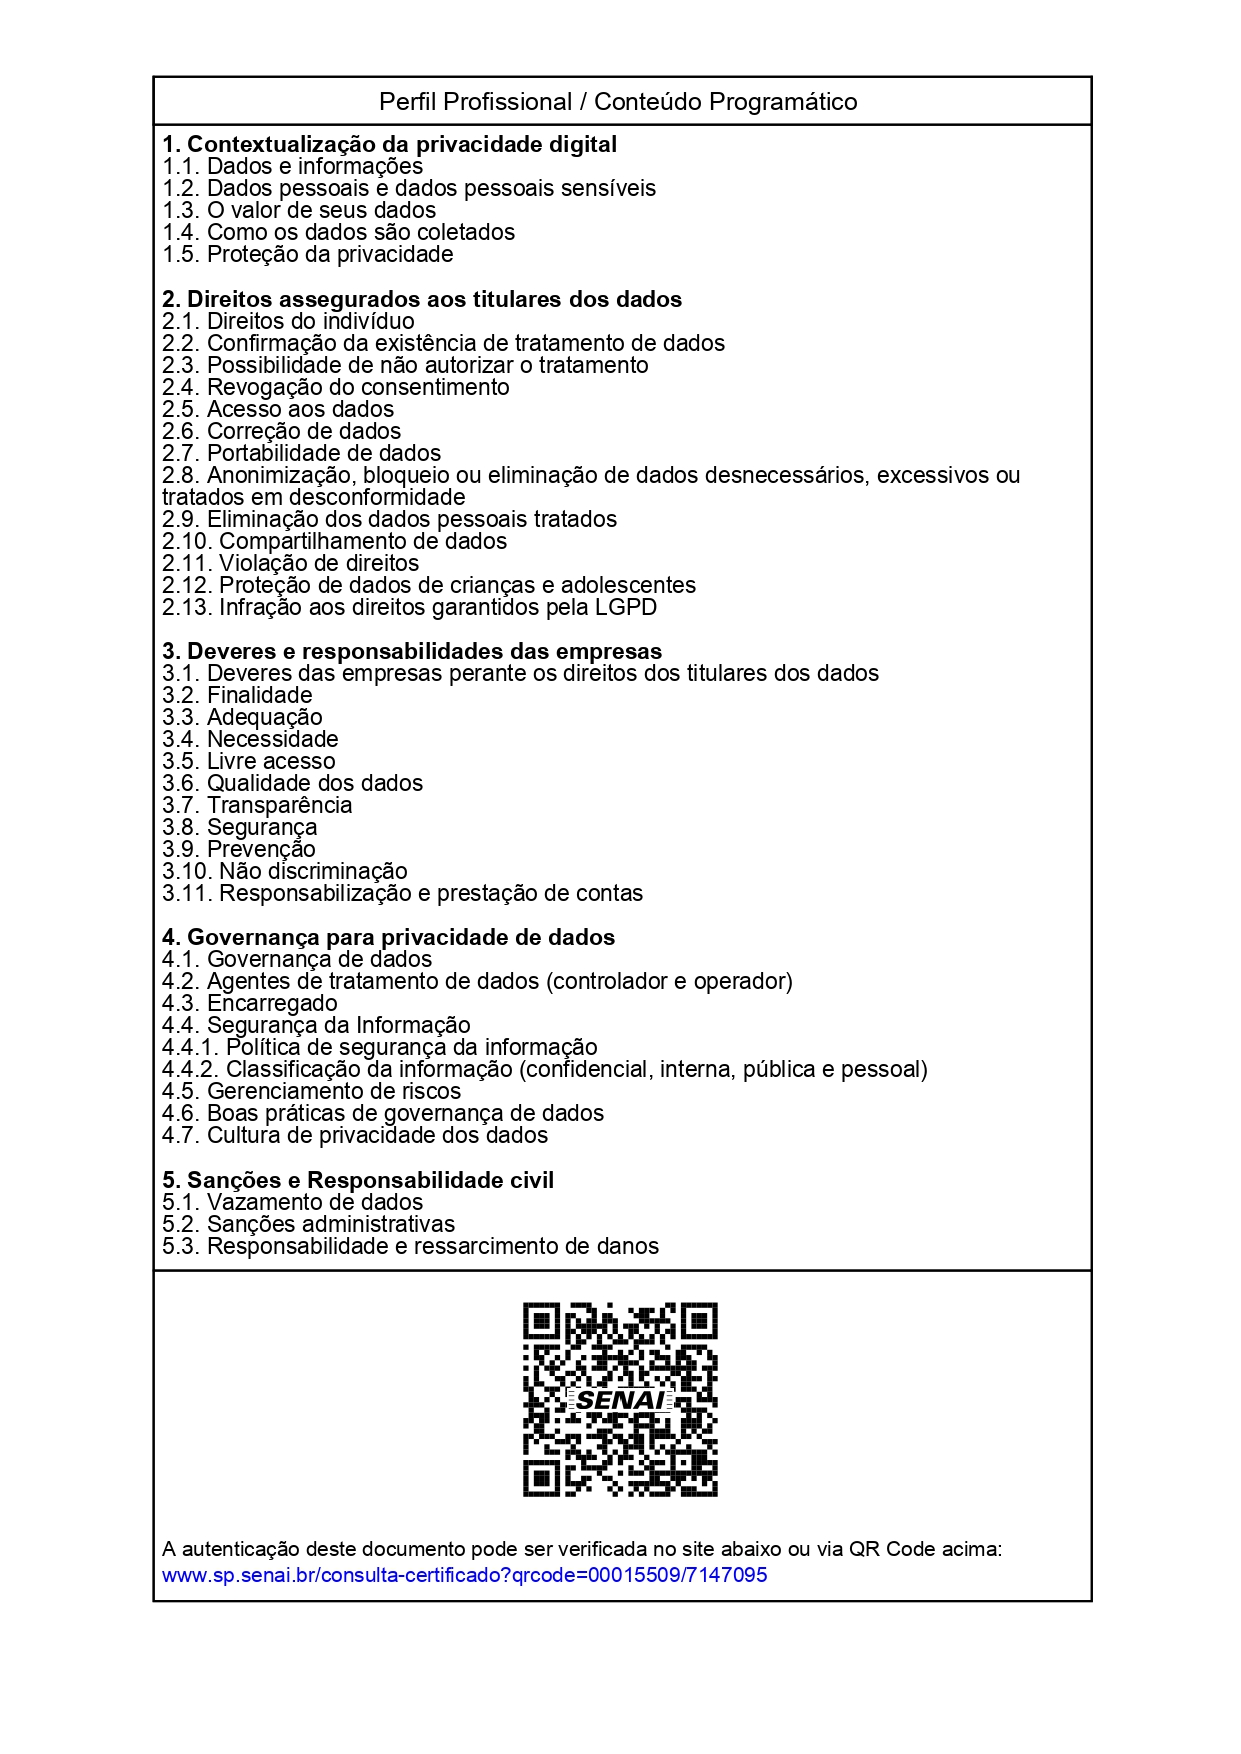 Perfil Profissional / Conteúdo Programático
1. Contextualização da privacidade digital
1.1. Dados e informações
1.2. Dados pessoais e dados pessoais sensíveis
1.3. O valor de seus dados
1.4. Como os dados são coletados
1.5. Proteção da privacidade
2. Direitos assegurados aos titulares dos dados
2.1. Direitos do indivíduo
2.2. Confirmação da existência de tratamento de dados
2.3. Possibilidade de não autorizar o tratamento
2.4. Revogação do consentimento
2.5. Acesso aos dados
2.6. Correção de dados
2.7. Portabilidade de dados
2.8. Anonimização, bloqueio ou eliminação de dados desnecessários, excessivos ou
tratados em desconformidade
2.9. Eliminação dos dados pessoais tratados
2.10. Compartilhamento de dados
2.11. Violação de direitos
2.12. Proteção de dados de crianças e adolescentes
2.13. Infração aos direitos garantidos pela LGPD
3. Deveres e responsabilidades das empresas
3.1. Deveres das empresas perante os direitos dos titulares dos dados
3.2. Finalidade
3.3. Adequação
3.4. Necessidade
3.5. Livre acesso
3.6. Qualidade dos dados
3.7. Transparência
3.8. Segurança
3.9. Prevenção
3.10. Não discriminação
3.11. Responsabilização e prestação de contas
4. Governança para privacidade de dados
4.1. Governança de dados
4.2. Agentes de tratamento de dados (controlador e operador)
4.3. Encarregado
4.4. Segurança da Informação
4.4.1. Política de segurança da informação
4.4.2. Classificação da informação (confidencial, interna, pública e pessoal)
4.5. Gerenciamento de riscos
4.6. Boas práticas de governança de dados
4.7. Cultura de privacidade dos dados
5. Sanções e Responsabilidade civil
5.1. Vazamento de dados
5.2. Sanções administrativas
5.3. Responsabilidade e ressarcimento de danos
SENAI
A autenticação deste documento pode ser verificada no site abaixo ou via QR Code acima:
www.sp.senai.br/consulta-certificado?qrcode=00015509/7147095